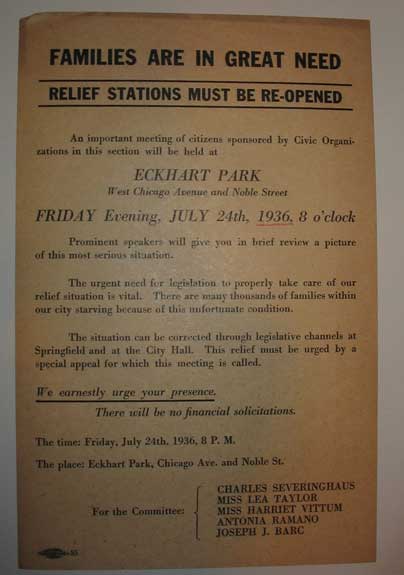 FAMILIES ARE IN GREAT NEED
RELIEF STATIONS MUST BE RE-OPENED
An important meeting of citizens sponsored by Civic Organi-
zations in this section will be held at
ECKHART PARK
West Chicago Avenue and Noble Street
FRIDAY Evening, JULY 24th, 1936, 8 o'clock
Prominent speakers will give you in brief review a picture
of this most serious situation.
The urgent need for legislation to properly take care of our
relief situation is vital. There are many thousands of families within
our city starving because of this unfortunate condition.
The situation can be corrected through legislative channels at
Springfield and at the City Hall. This relief must be urged by a
special appeal for which this meeting is called.
We earnestly urge your presence.
There will be no financial solicitations.
The time: Friday, July 24th, 1936, 8 P. M.
The place: Eckhart Park, Chicago Ave. and Noble St.
For the Committee:
CHARLES SEVERINGHAUS
MISS LEA TAYLOR
MISS HARRIET VITTUM
ANTONIA RAMANO
JOSEPH J. BARC
55